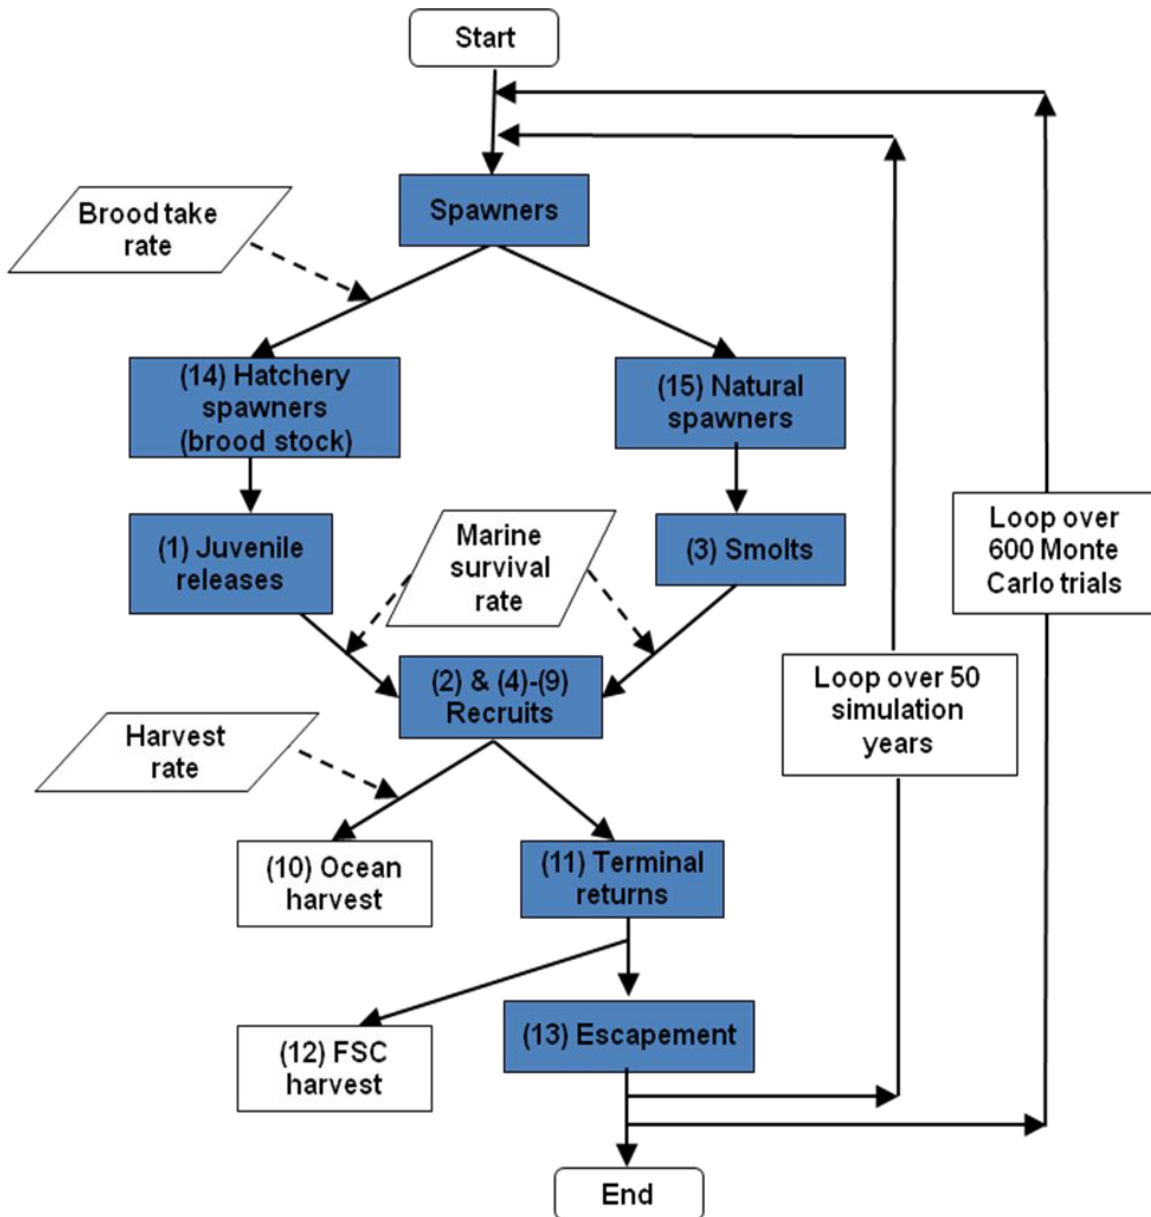 Start
Spawners
Brood take
rate
(14) Hatchery
spawners
(brood stock)
(15) Natural
spawners
(1) Juvenile
releases
Marine
survival
rate
(3) Smolts
Loop over
600 Monte
Carlo trials
(2) & (4)-(9)
Recruits
Loop over 50
simulation
years
Harvest
rate
(10) Ocean
harvest
(11) Terminal
returns
(12) FSC
harvest
(13) Escapement
End